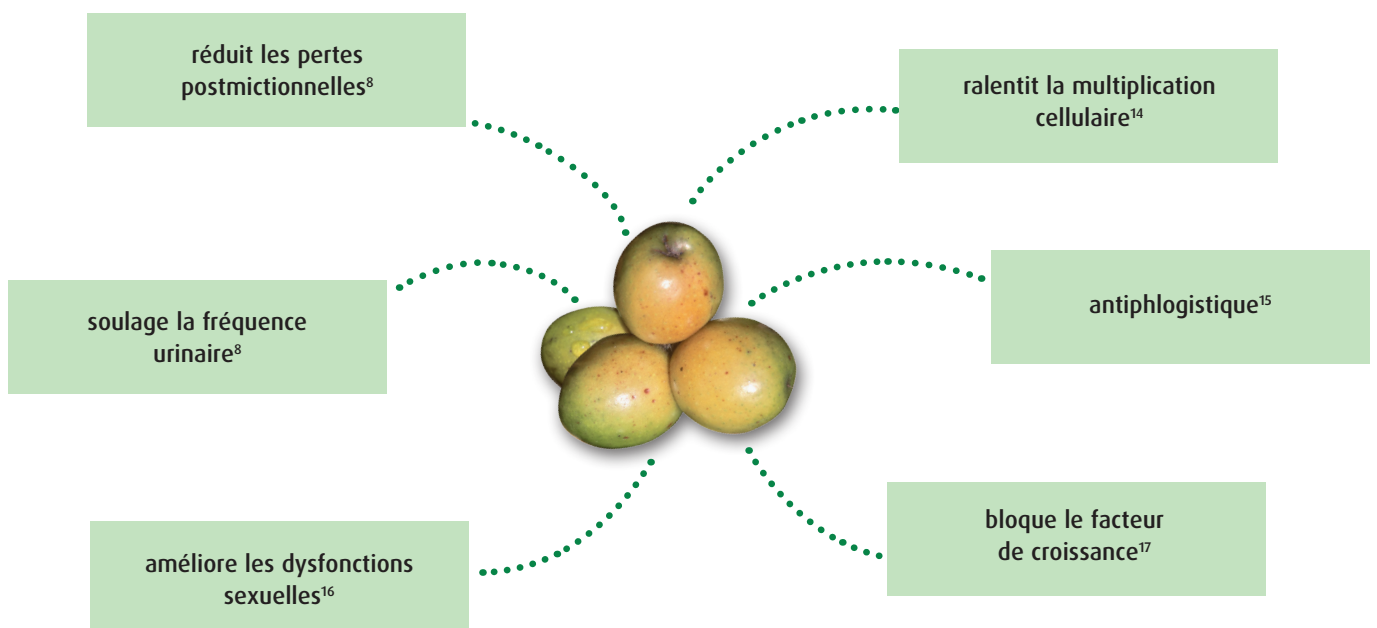 réduit les pertes
postmictionnelles⁸
ralentit la multiplication
cellulaire¹⁴
soulage la fréquence
urinaire⁸
antiphlogistique¹⁵
améliore les dysfonctions
sexuelles¹⁶
bloque le facteur
de croissance¹⁷